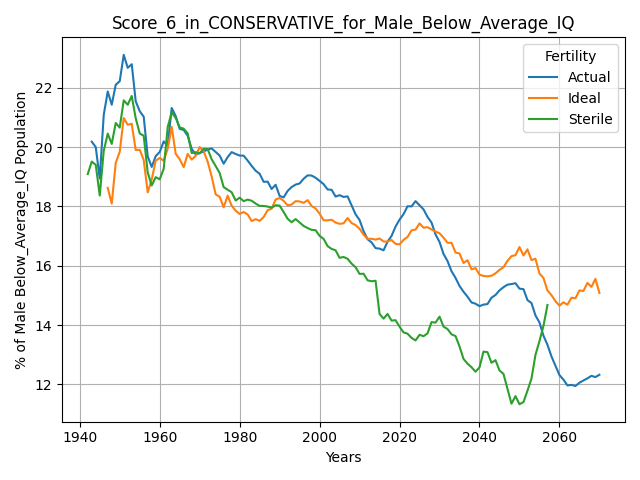 Score_6_in_CONSERVATIVE_for_Male_Below_Average_IQ
Fertility
Actual
Ideal
Sterile
% of Male Below_Average_IQ Population
22
20
18
16
14
12
1940 1960 1980 2000 2020 2040 2060
Years